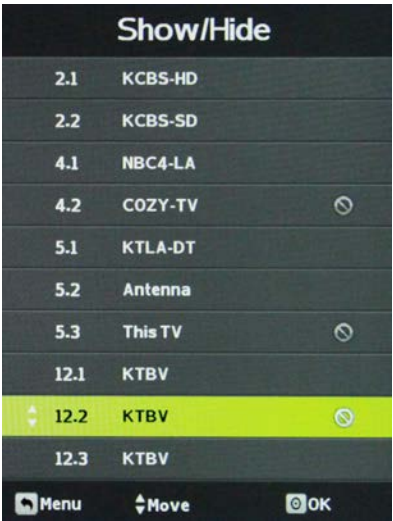 Show/Hide
2.1 KCBS-HD
2.2 KCBS-SD
4.1 NBC4-LA
4.2 COZY-TV
5.1 KTLA-DT
5.2 Antenna
5.3 This TV
12.1 KTBV
12.2 KTBV
12.3 KTBV
Menu Move OK